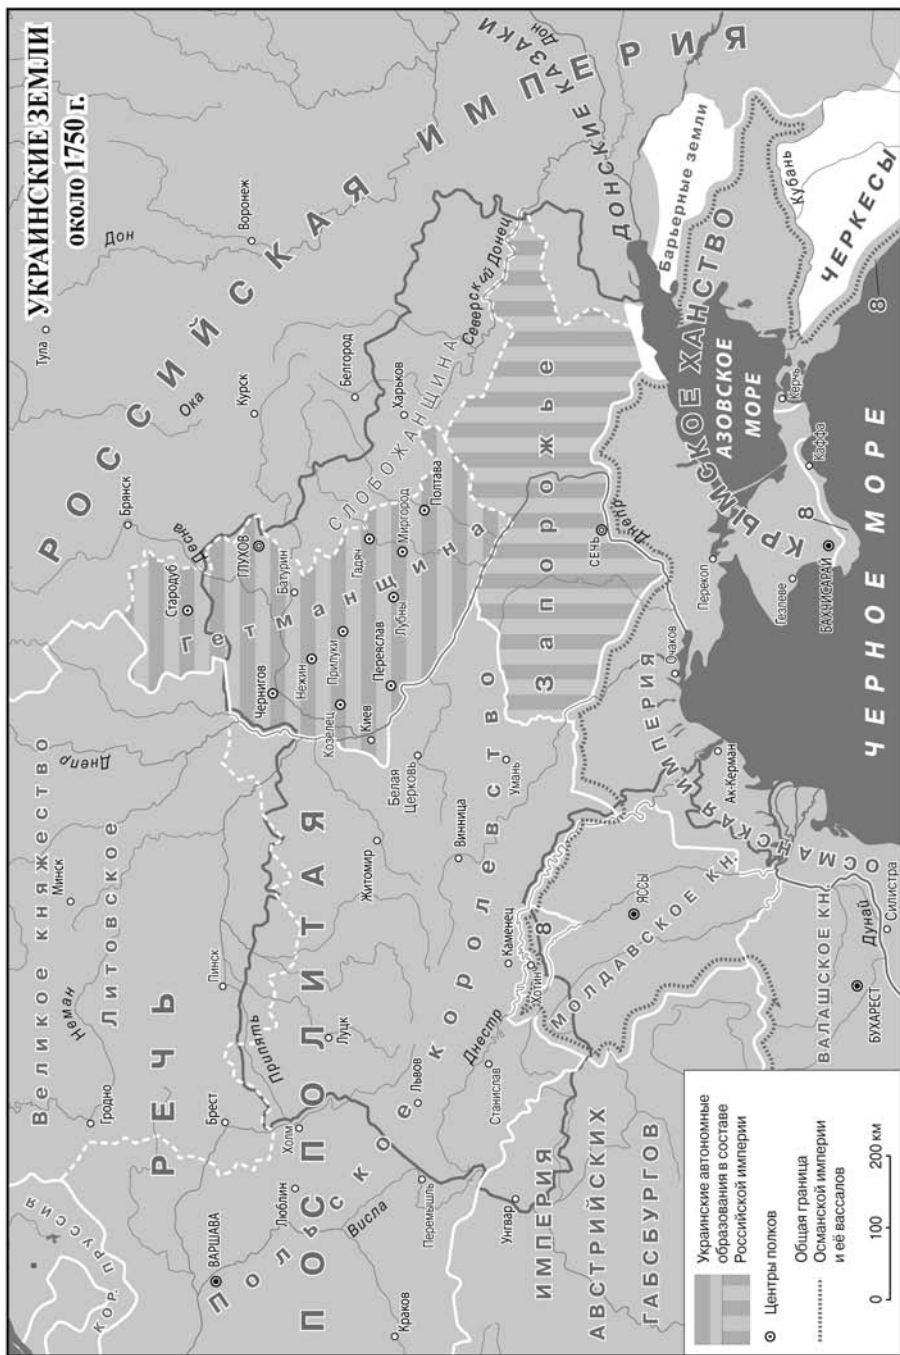 УКРАИНСКИЕ ЗЕМЛИ
около 1750 г.
РОССИЙСКАЯ ИМПЕРИЯ
Тула
Дон
Воронеж
Ока
Курск
Брянск
Белгород
Харьков
СЛОБОЖАНЩИНА
Северский Донец
ДОНСКИЕ КАЗАКИ
Дон
Десна
Стародуб
ГЛУХОВ
Батурин
Гетманщина
Гадяч
Миргород
Полтава
Чернигов
Нежин
Прилуки
Лубны
Переяслав
Козелец
Киев
Запорожье
СЕЧЬ
Днепр
Барьерные земли
Кубань
ЧЕРКЕСЫ
8
КРЫМСКОЕ ХАНСТВО
АЗОВСКОЕ
МОРЕ
Керчь
Каффа
8
Перекоп
Гезлеве
БАХЧИСАРАЙ
ЧЕРНОЕ МОРЕ
Очаков
Ак-Керман
ОСМАНСКАЯ ИМПЕРИЯ
Великое княжество
Литовское
Днепр
Минск
Неман
Гродно
Пинск
Припять
Брест
РЕЧЬ
ПОСПОЛИТАЯ
Польское королевство
КОР. ПРУССИЯ
ВАРШАВА
Люблин
Холм
Висла
Краков
Перемышль
Львов
Луцк
Житомир
Белая
Церковь
Винница
Умань
Каменец
Хотин
8
Днестр
Станислав
Унгвар
ИМПЕРИЯ
АВСТРИЙСКИХ
ГАБСБУРГОВ
МОЛДАВСКОЕ КН.
ЯССЫ
ВАЛАШСКОЕ КН.
БУХАРЕСТ
Дунай
Силистра
Украинские автономные
образования в составе
Российской империи
Центры полков
Общая граница
Османской империи
и её вассалов
0 100 200 км